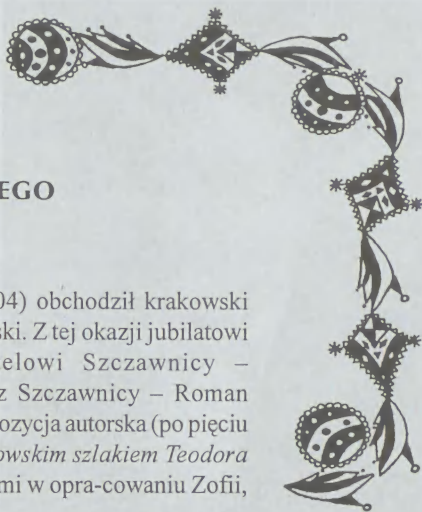 EGO
04) obchodził krakowski
ski. Z tej okazji jubilatowi
elowi Szczawnicy –
z Szczawnicy – Roman
pozycja autorska (po pięciu
owskim szlakiem Teodora
mi w opra-cowaniu Zofii,